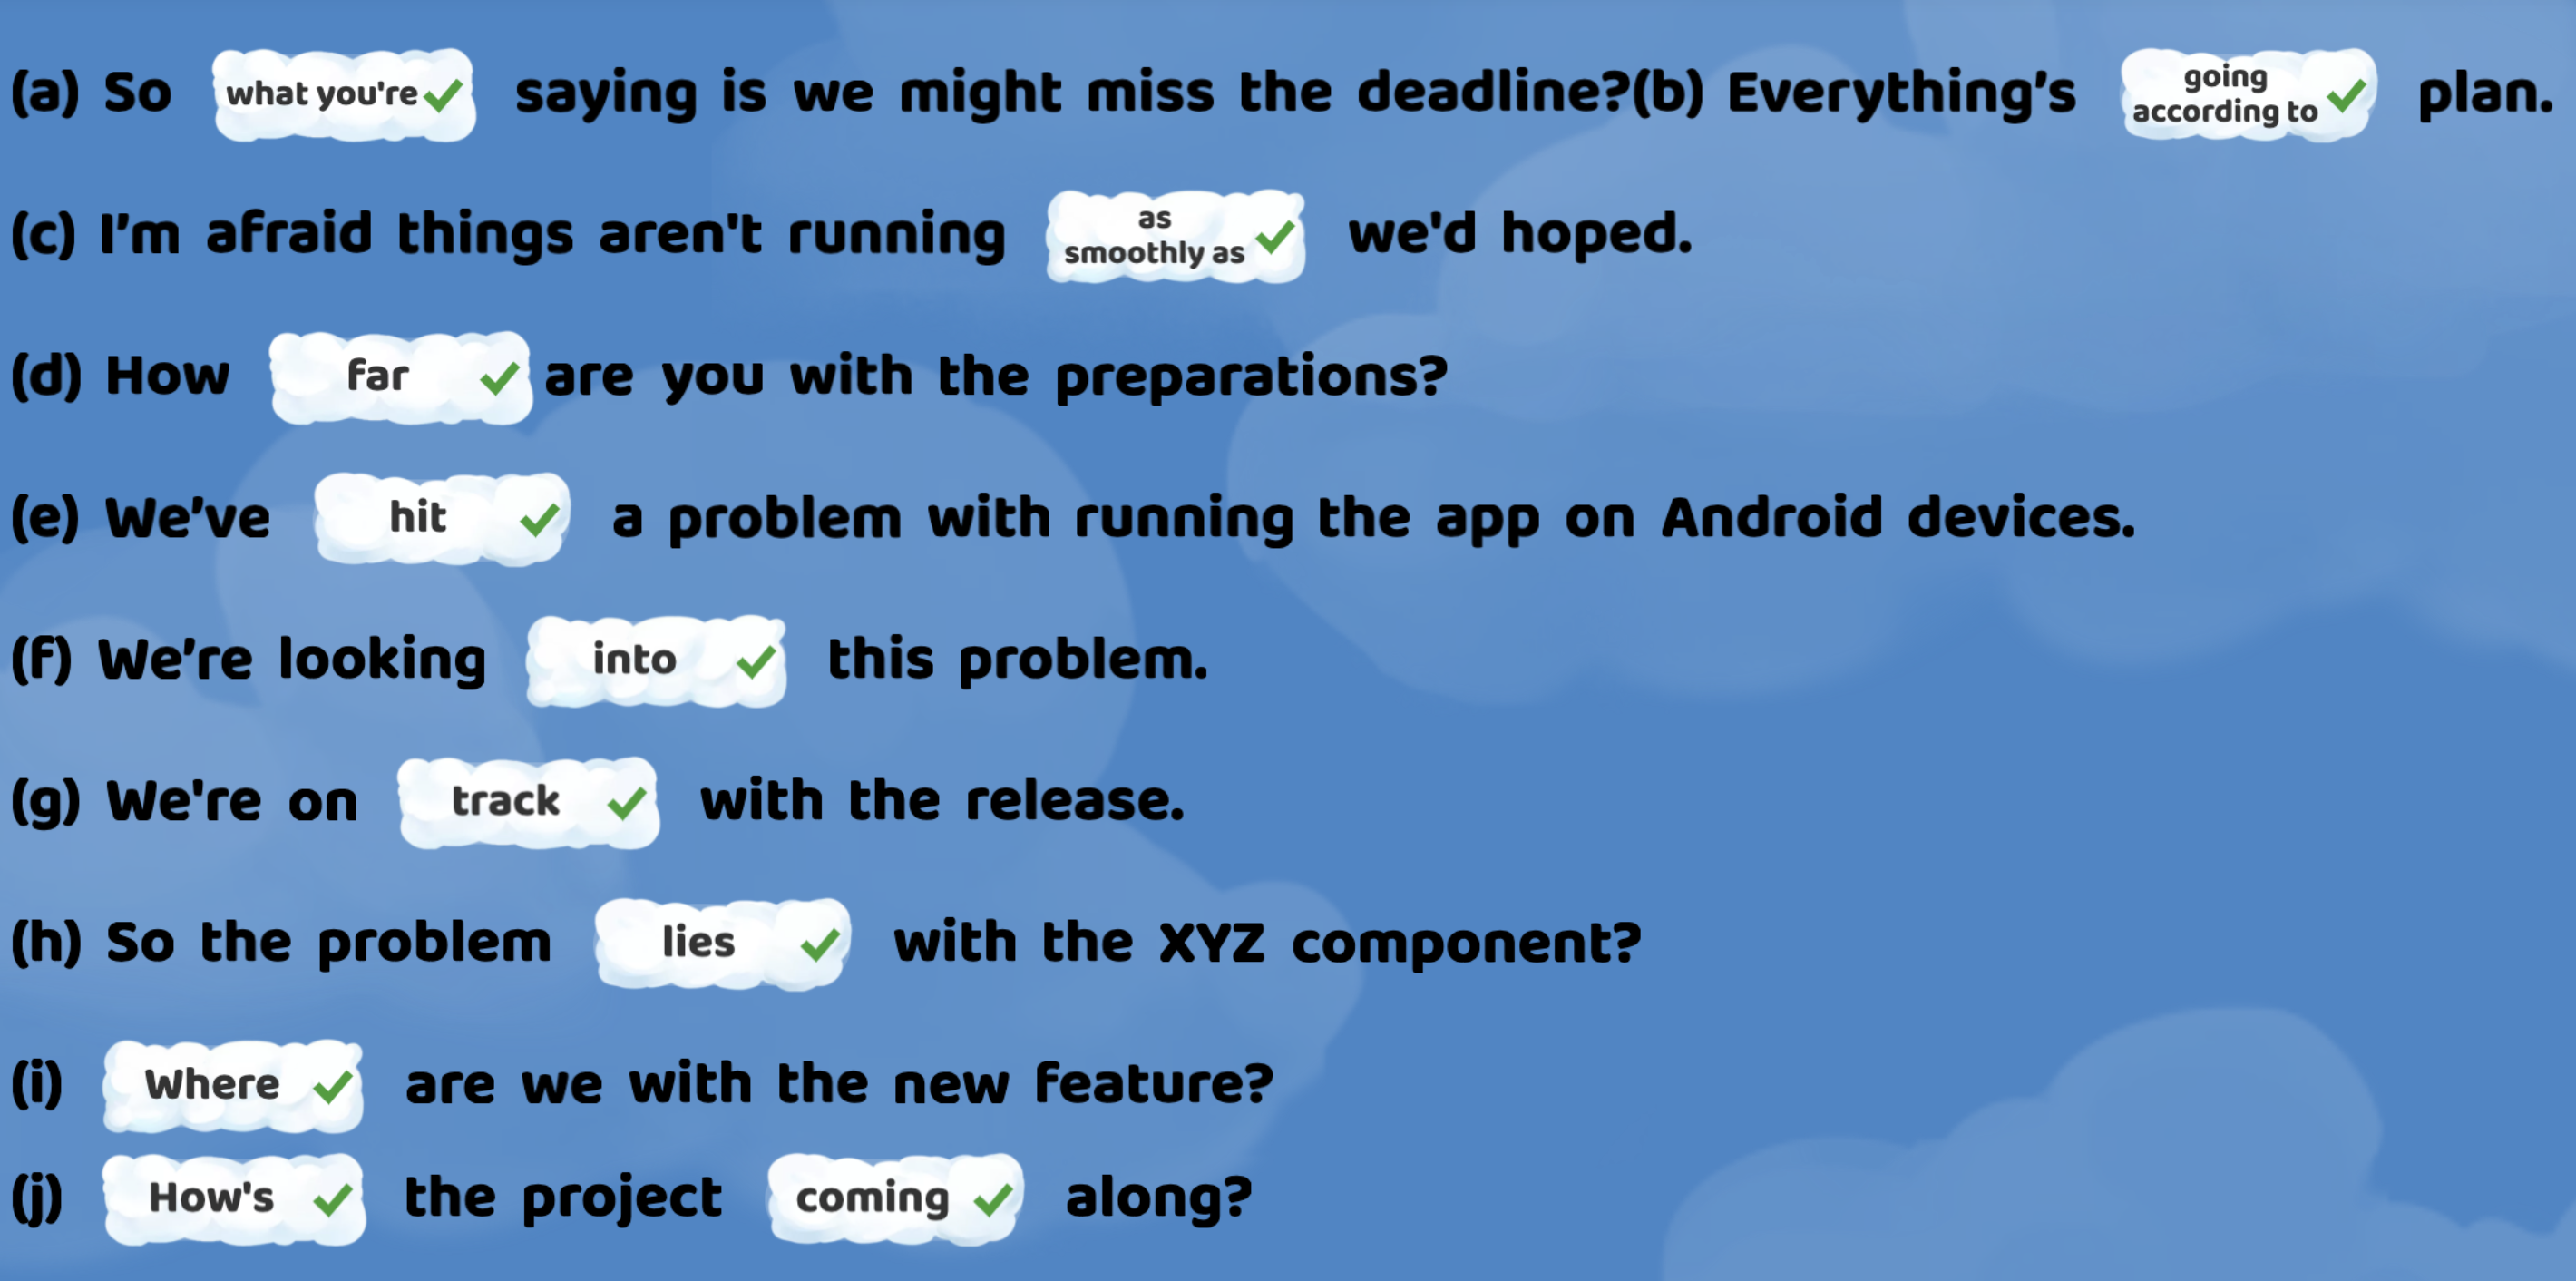 (a) So what you're saying is we might miss the deadline?(b) Everything's going according to plan.
(c) I'm afraid things aren't running as smoothly as we'd hoped.
(d) How far are you with the preparations?
(e) We've hit a problem with running the app on Android devices.
(f) We're looking into this problem.
(g) We're on track with the release.
(h) So the problem lies with the XYZ component?
(i) Where are we with the new feature?
(j) How's the project coming along?